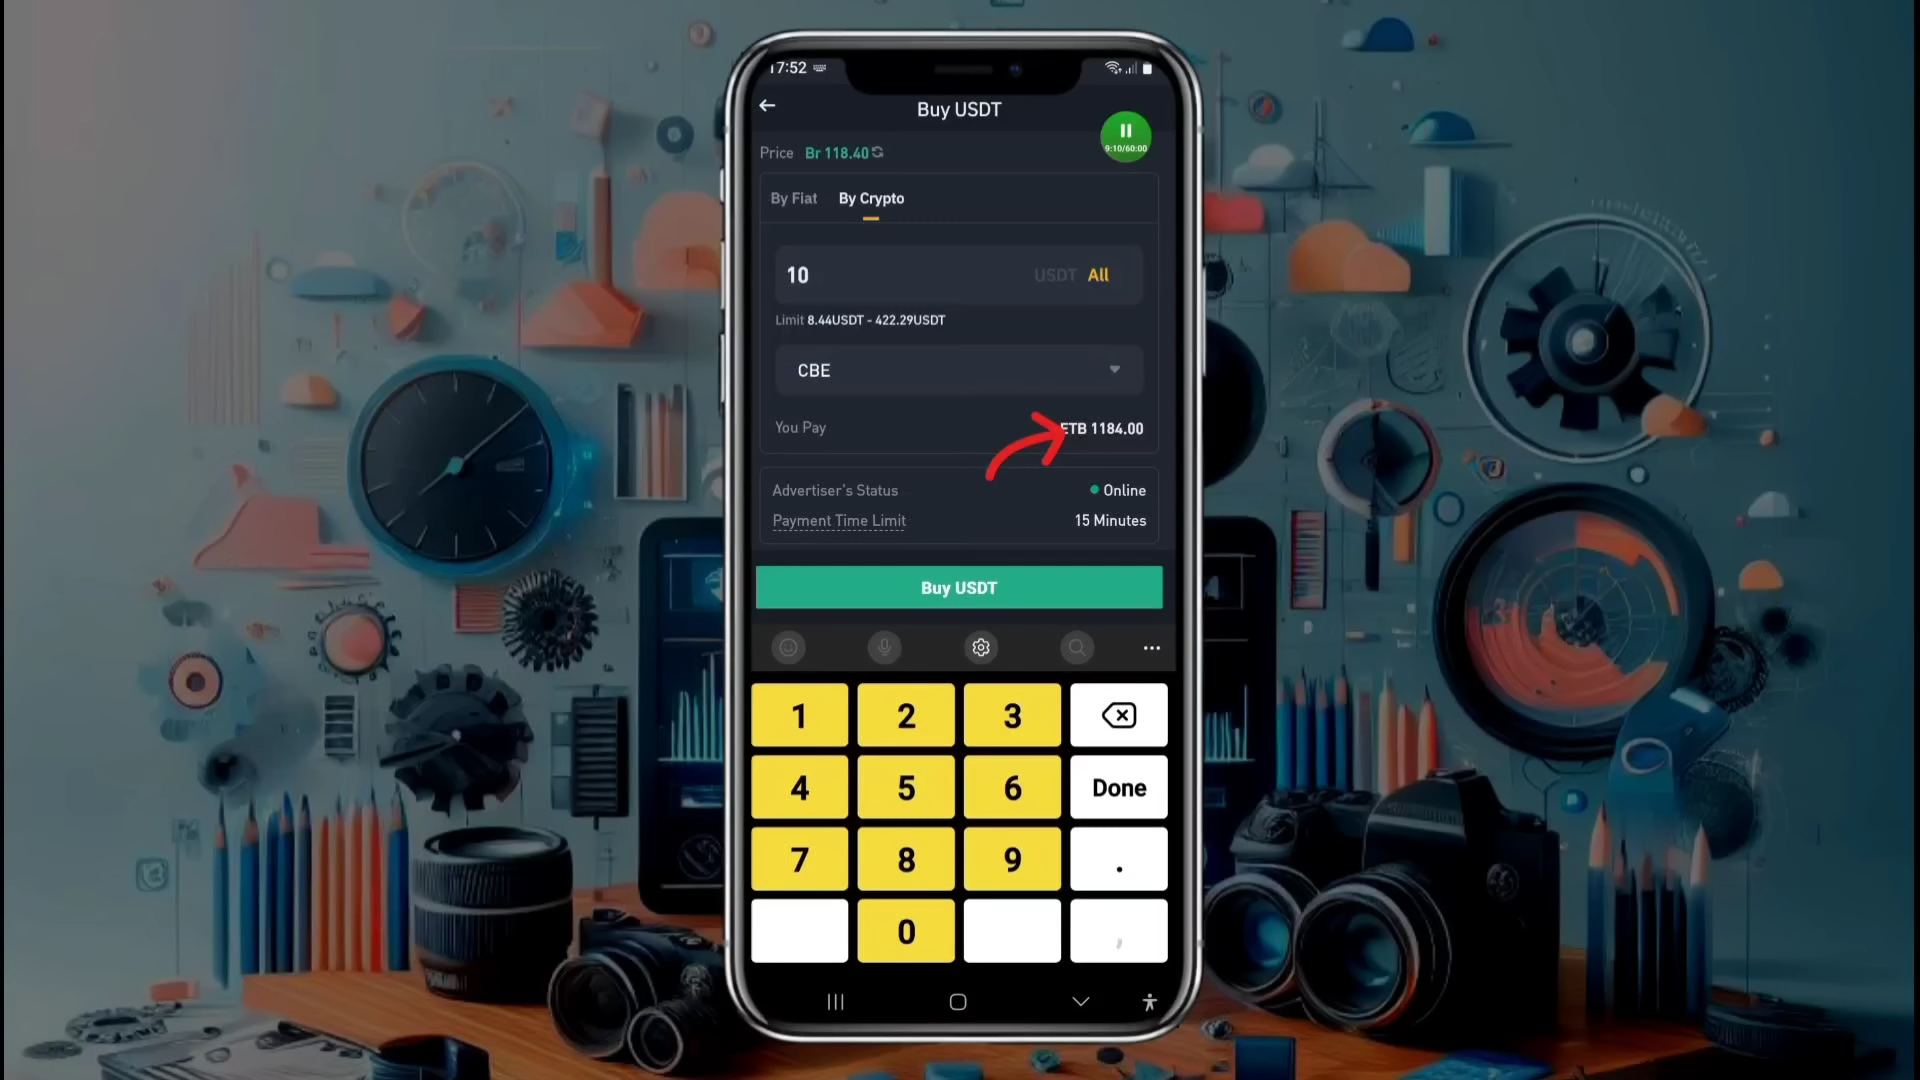 17:52
Buy USDT
9:10/60:00
Price Br 118.40
By Fiat By Crypto
10 USDT All
Limit 8.44USDT - 422.29USDT
CBE
You Pay ETB 1184.00
Advertiser's Status Online
Payment Time Limit 15 Minutes
Buy USDT
1 2 3
4 5 6 Done
7 8 9 .
0 ,